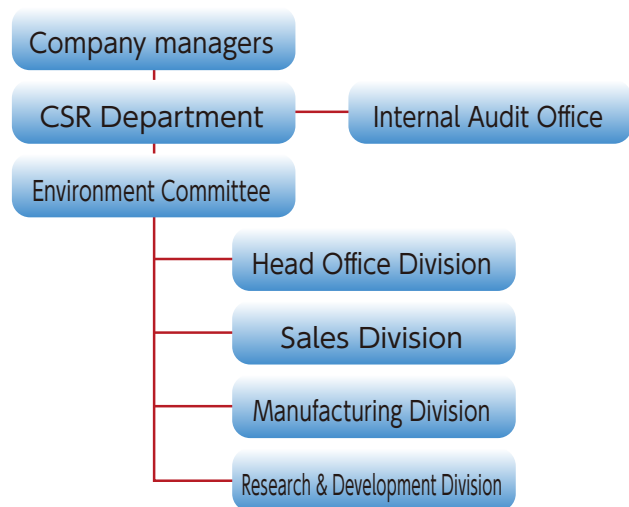 Company managers
CSR Department
Internal Audit Office
Environment Committee
Head Office Division
Sales Division
Manufacturing Division
Research & Development Division